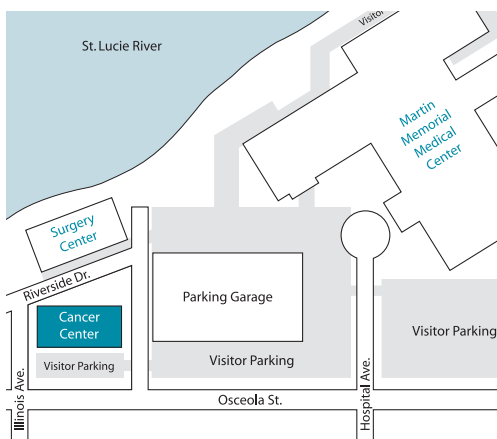 Visitor
St. Lucie River
Martin
Memorial
Medical
Center
Surgery
Center
Riverside Dr.
Parking Garage
Cancer
Center
Visitor Parking
Visitor Parking
Visitor Parking
Illinois Ave.
Osceola St.
Hospital Ave.